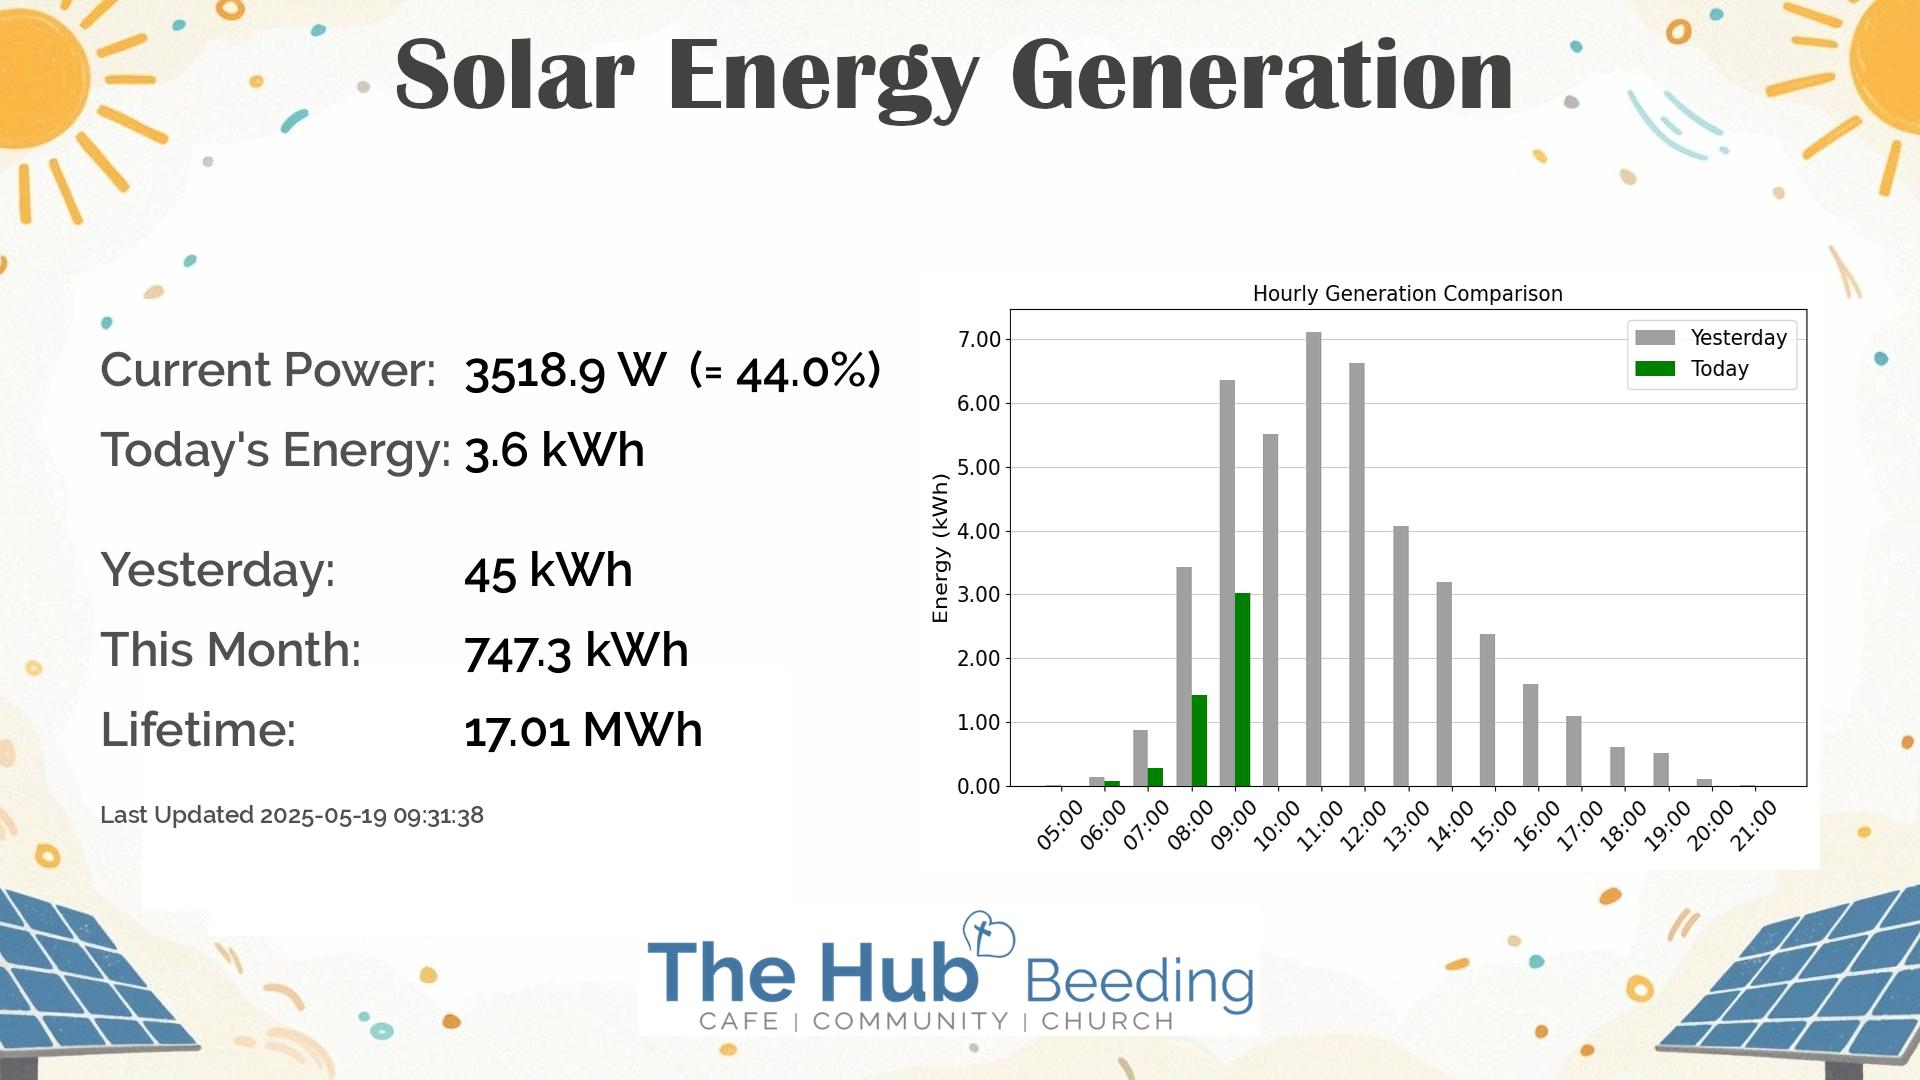 Solar Energy Generation
Current Power: 3518.9 W (= 44.0%)
Today's Energy: 3.6 kWh
Yesterday: 45 kWh
This Month: 747.3 kWh
Lifetime: 17.01 MWh
Last Updated 2025-05-19 09:31:38
Hourly Generation Comparison
Yesterday
Today
Energy (kWh)
7.00
6.00
5.00
4.00
3.00
2.00
1.00
0.00
05:00 06:00 07:00 08:00 09:00 10:00 11:00 12:00 13:00 14:00 15:00 16:00 17:00 18:00 19:00 20:00 21:00
The Hub Beeding
CAFE | COMMUNITY | CHURCH